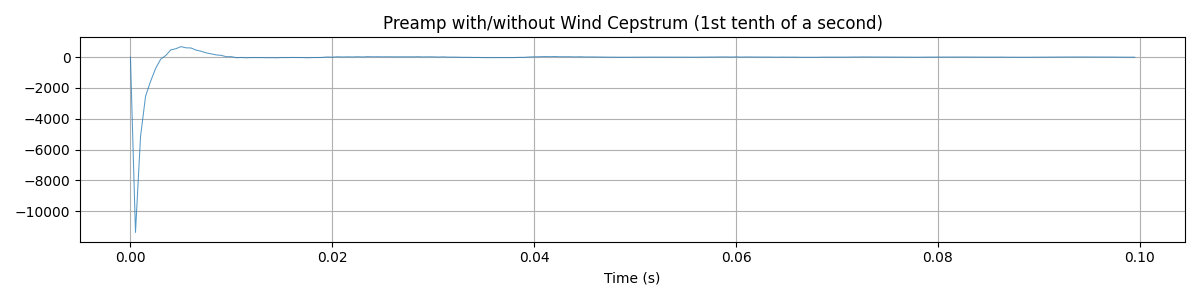 Preamp with/without Wind Cepstrum (1st tenth of a second)
0
−2000
−4000
−6000
−8000
−10000
0.00 0.02 0.04 0.06 0.08 0.10
Time (s)